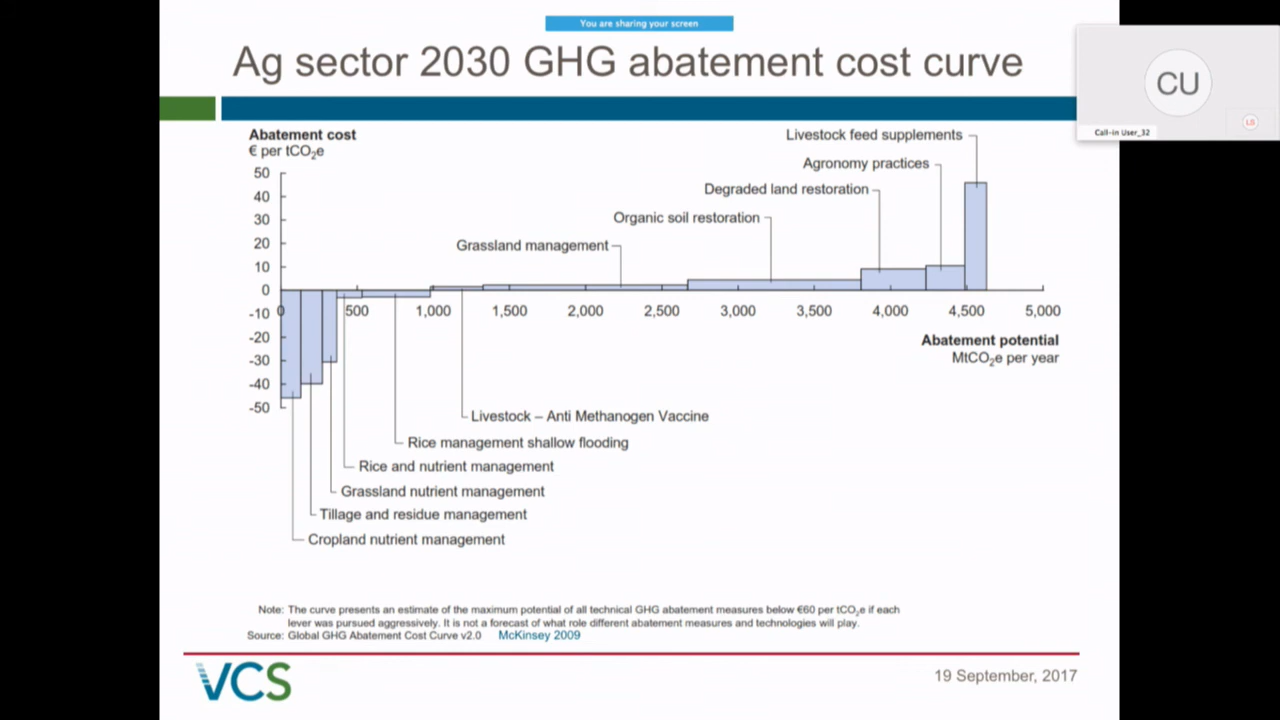 You are sharing your screen
Ag sector 2030 GHG abatement cost curve
CU
Call-in User_32
LS
Abatement cost
€ per tCO₂e
50
40
30
20
10
0
-10
-20
-30
-40
-50
Livestock feed supplements
Agronomy practices
Degraded land restoration
Organic soil restoration
Grassland management
0
500
1,000
1,500
2,000
2,500
3,000
3,500
4,000
4,500
5,000
Abatement potential
MtCO₂e per year
Livestock – Anti Methanogen Vaccine
Rice management shallow flooding
Rice and nutrient management
Grassland nutrient management
Tillage and residue management
Cropland nutrient management
Note: The curve presents an estimate of the maximum potential of all technical GHG abatement measures below €60 per tCO₂e if each
lever was pursued aggressively. It is not a forecast of what role different abatement measures and technologies will play.
Source: Global GHG Abatement Cost Curve v2.0 McKinsey 2009
VCS
19 September, 2017